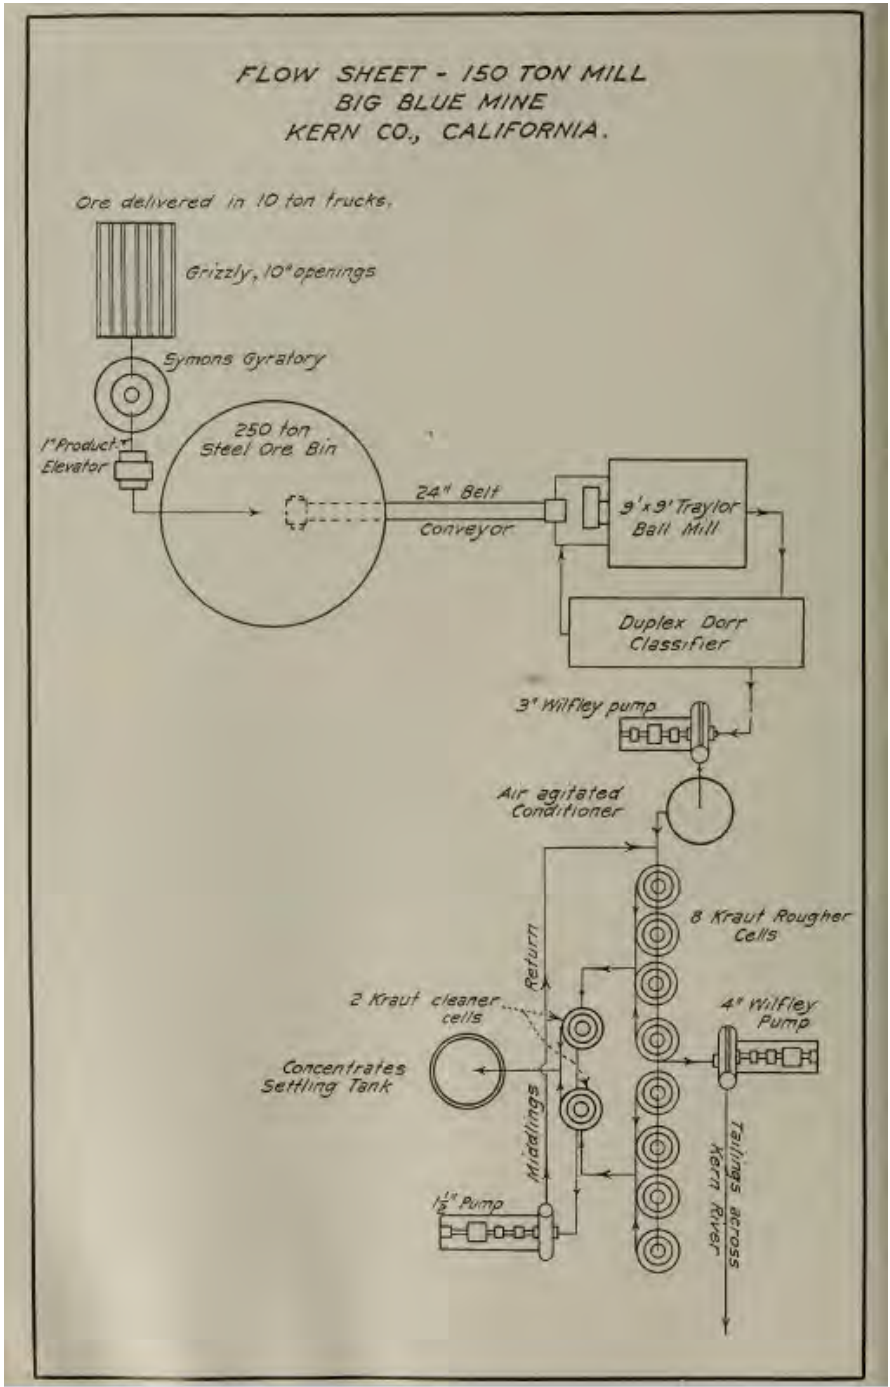 FLOW SHEET - 150 TON MILL
BIG BLUE MINE
KERN CO., CALIFORNIA.
Ore delivered in 10 ton trucks.
Grizzly, 10" openings
Symons Gyratory
1" Product
Elevator
250 ton
Steel Ore Bin
24" Belt
Conveyor
9' x 9' Traylor
Ball Mill
Duplex Dorr
Classifier
3" Wilfley pump
Air agitated
Conditioner
8 Kraut Rougher
Cells
Return
2 Kraut cleaner
cells
4" Wilfley
Pump
Concentrates
Settling Tank
Middlings
1½" Pump
Tailings across
Kern River